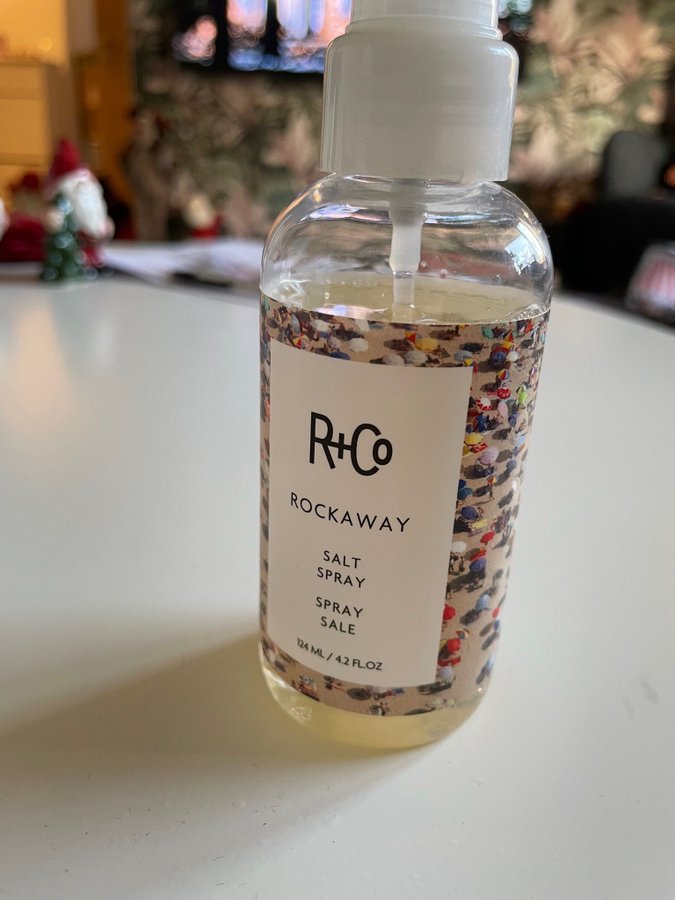 R+Co
ROCKAWAY
SALT
SPRAY
SPRAY
SALE
124 ML / 4.2 FL.OZ